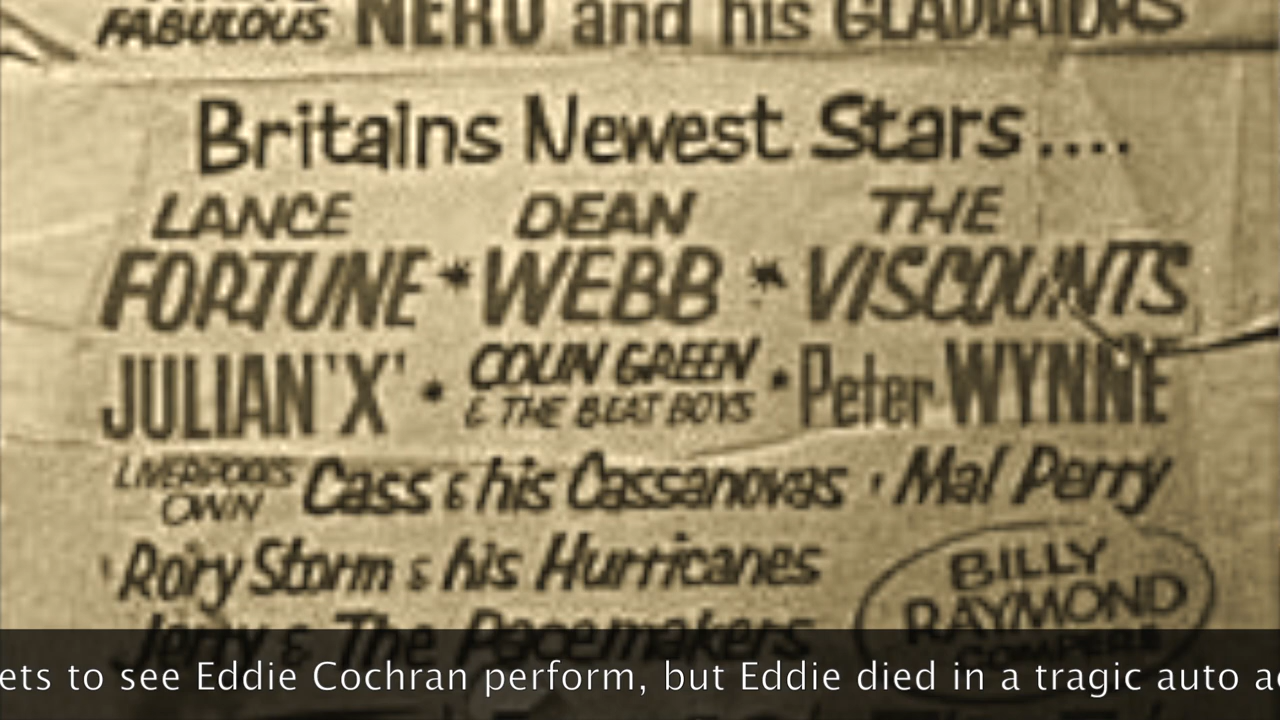 FABULOUS NERO and his GLADIATORS
Britains Newest Stars....
LANCE DEAN THE
FORTUNE * WEBB * VISCOUNTS
JULIAN 'X' • COLIN GREEN & THE BEAT BOYS • Peter WYNNE
LIVERPOOLS OWN Cass & his Cassanovas • Mal Perry
Rory Storm & his Hurricanes
BILLY
RAYMOND
COMPERE
Jerry & The Pacemakers
ets to see Eddie Cochran perform, but Eddie died in a tragic auto a